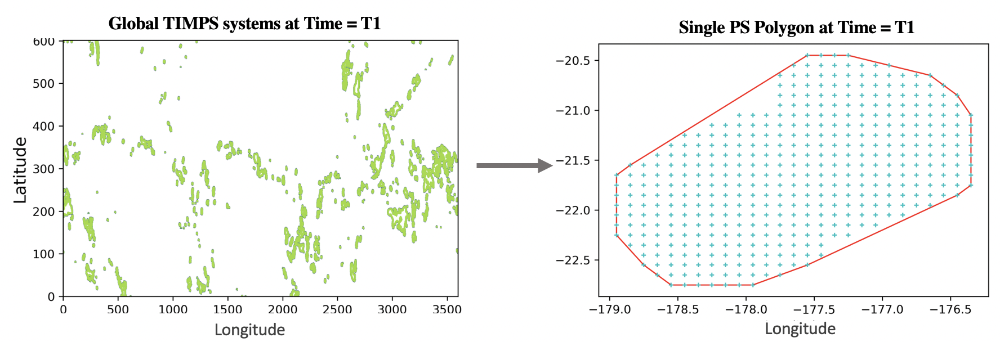 Global TIMPS systems at Time = T1
600
500
400
300
200
100
0
Latitude
0 500 1000 1500 2000 2500 3000 3500
Longitude
Single PS Polygon at Time = T1
−20.5
−21.0
−21.5
−22.0
−22.5
−179.0 −178.5 −178.0 −177.5 −177.0 −176.5
Longitude